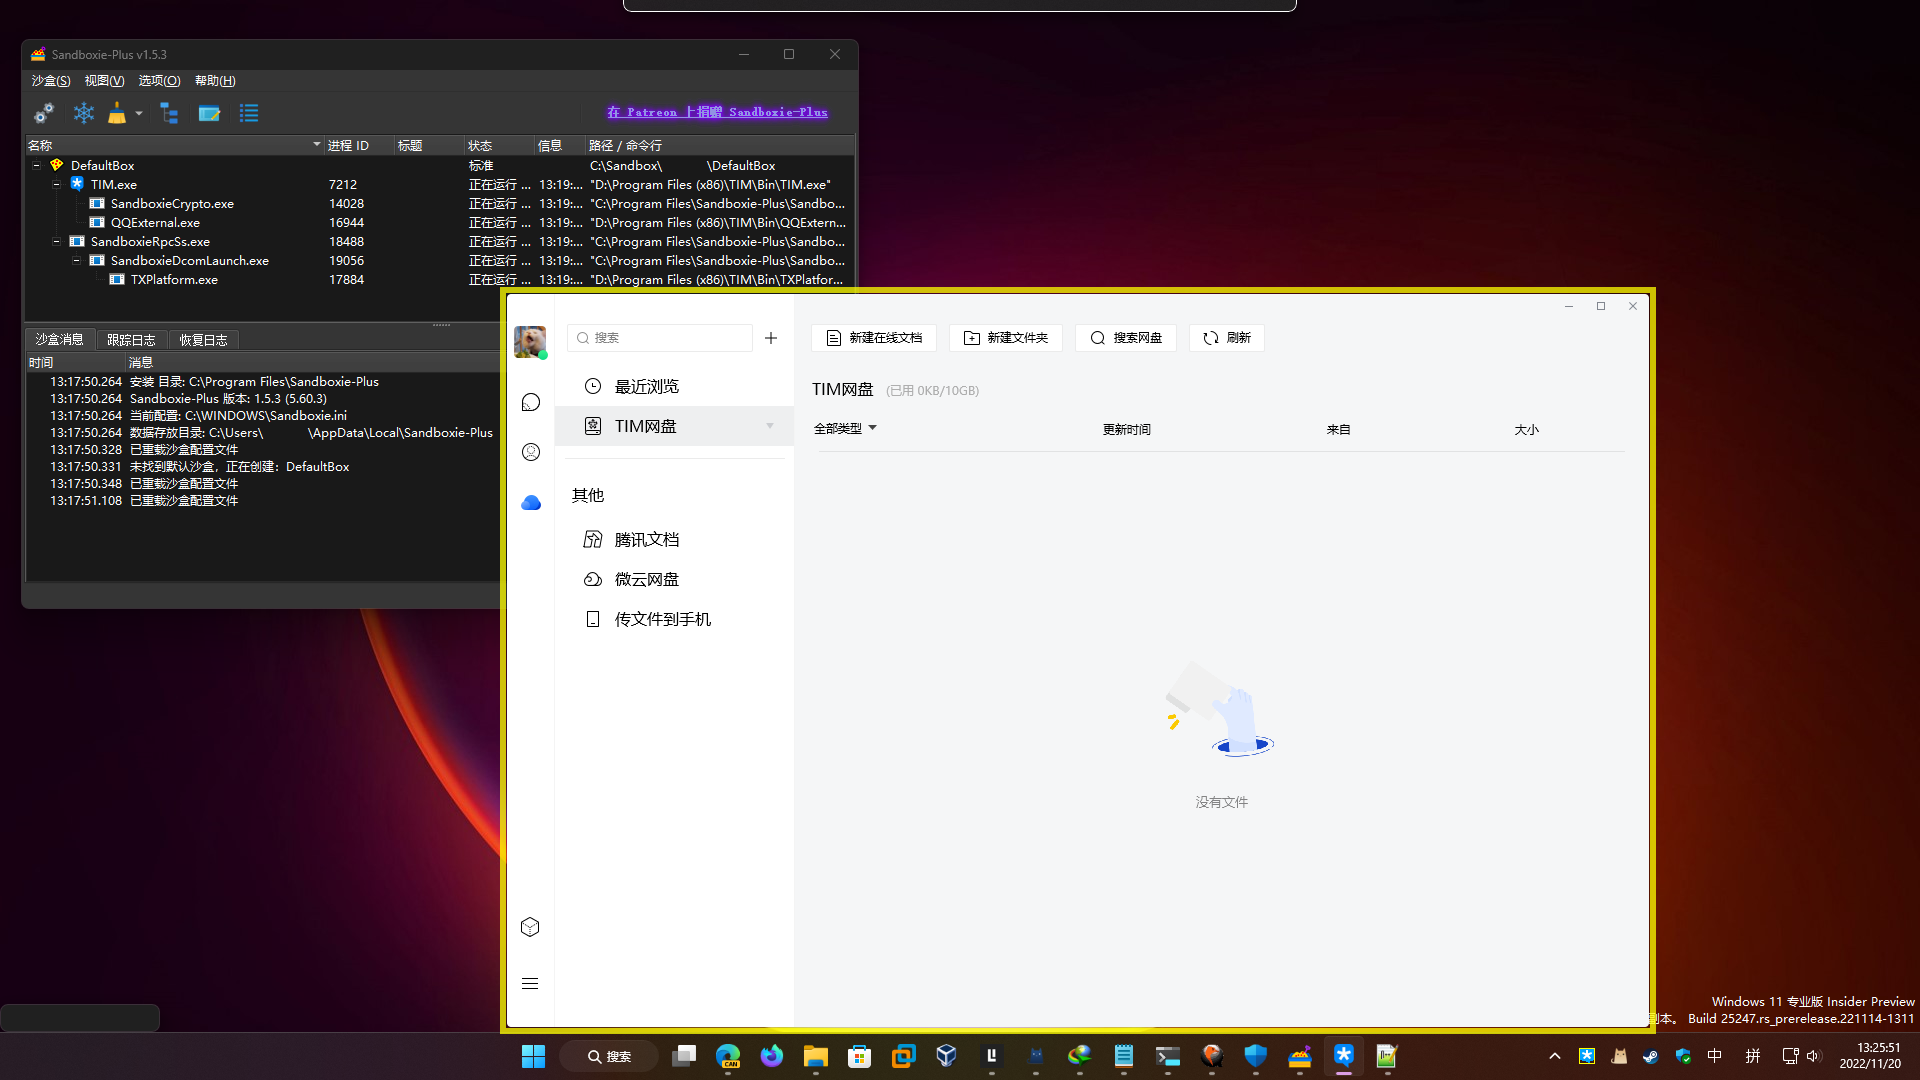 Sandboxie-Plus v1.5.3
沙盒(S) 视图(V) 选项(O) 帮助(H)
在 Patreon 上捐赠 Sandboxie-Plus
名称 进程 ID 标题 状态 信息 路径 / 命令行
DefaultBox 标准 C:\Sandbox\ \DefaultBox
TIM.exe 7212 正在运行 ... 13:19:... "D:\Program Files (x86)\TIM\Bin\TIM.exe"
SandboxieCrypto.exe 14028 正在运行 ... 13:19:... "C:\Program Files\Sandboxie-Plus\Sandbo...
QQExternal.exe 16944 正在运行 ... 13:19:... "D:\Program Files (x86)\TIM\Bin\QQExtern...
SandboxieRpcSs.exe 18488 正在运行 ... 13:19:... "C:\Program Files\Sandboxie-Plus\Sandbo...
SandboxieDcomLaunch.exe 19056 正在运行 ... 13:19:... "C:\Program Files\Sandboxie-Plus\Sandbo...
TXPlatform.exe 17884 正在运行 ... 13:19:... "D:\Program Files (x86)\TIM\Bin\TXPlatfor...
沙盒消息 跟踪日志 恢复日志
时间 消息
13:17:50.264 安装 目录: C:\Program Files\Sandboxie-Plus
13:17:50.264 Sandboxie-Plus 版本: 1.5.3 (5.60.3)
13:17:50.264 当前配置: C:\WINDOWS\Sandboxie.ini
13:17:50.264 数据存放目录: C:\Users\ \AppData\Local\Sandboxie-Plus
13:17:50.328 已重载沙盒配置文件
13:17:50.331 未找到默认沙盒，正在创建：DefaultBox
13:17:50.348 已重载沙盒配置文件
13:17:51.108 已重载沙盒配置文件
搜索
最近浏览
TIM网盘
其他
腾讯文档
微云网盘
传文件到手机
新建在线文档 新建文件夹 搜索网盘 刷新
TIM网盘 (已用 0KB/10GB)
全部类型 更新时间 来自 大小
没有文件
Windows 11 专业版 Insider Preview
副本。 Build 25247.rs_prerelease.221114-1311
搜索
CAN
中 拼
13:25:51
2022/11/20